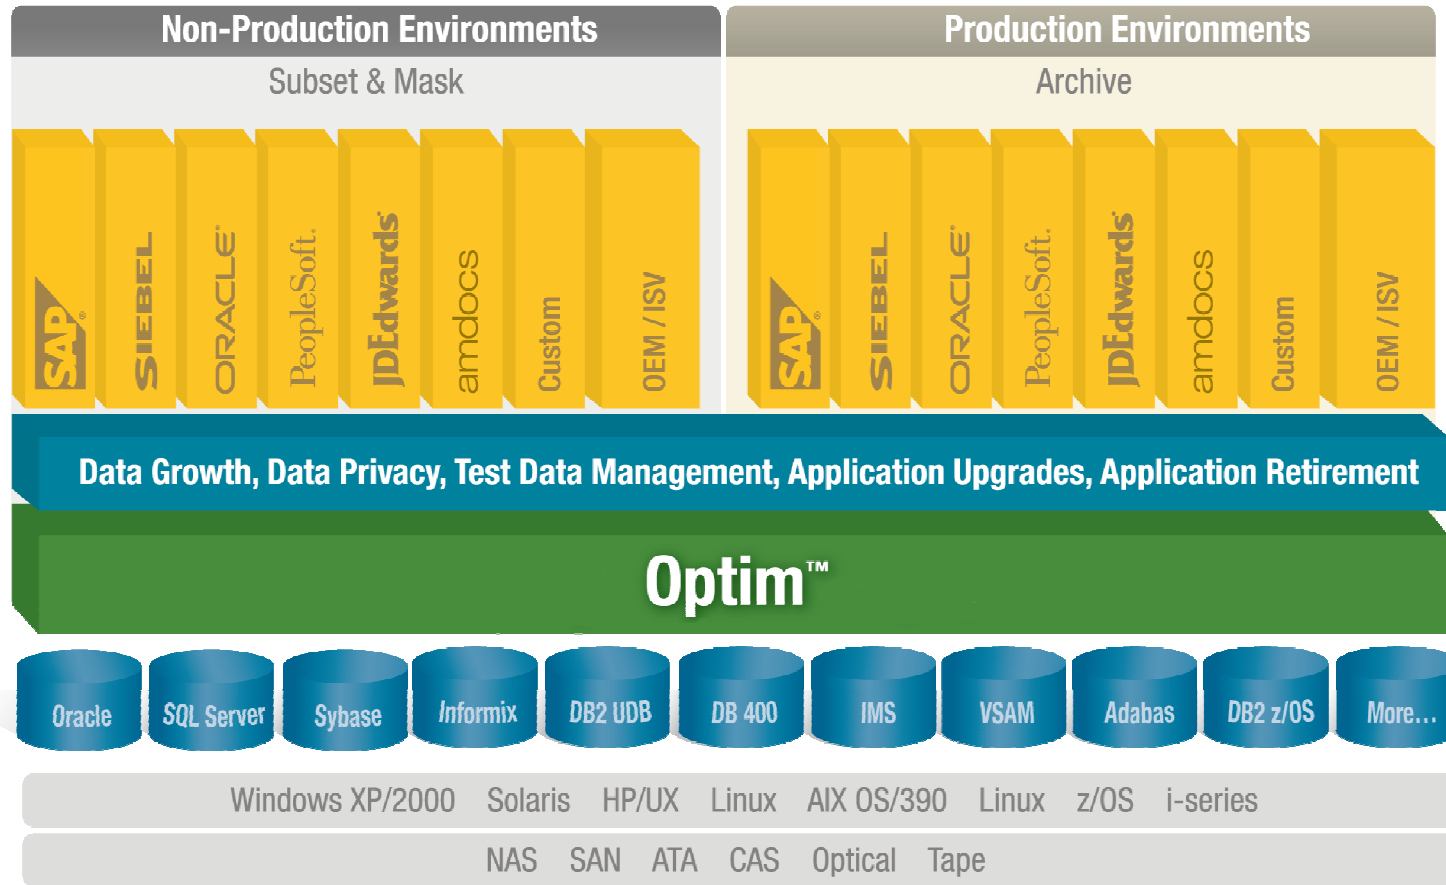 Non-Production Environments
Subset & Mask
SAP®
SIEBEL
ORACLE®
PeopleSoft.
JDEdwards®
amdocs
Custom
OEM / ISV
Production Environments
Archive
SAP®
SIEBEL
ORACLE®
PeopleSoft.
JDEdwards®
amdocs
Custom
OEM / ISV
Data Growth, Data Privacy, Test Data Management, Application Upgrades, Application Retirement
Optim™
Oracle SQL Server Sybase Informix DB2 UDB DB 400 IMS VSAM Adabas DB2 z/OS More...
Windows XP/2000 Solaris HP/UX Linux AIX OS/390 Linux z/OS i-series
NAS SAN ATA CAS Optical Tape